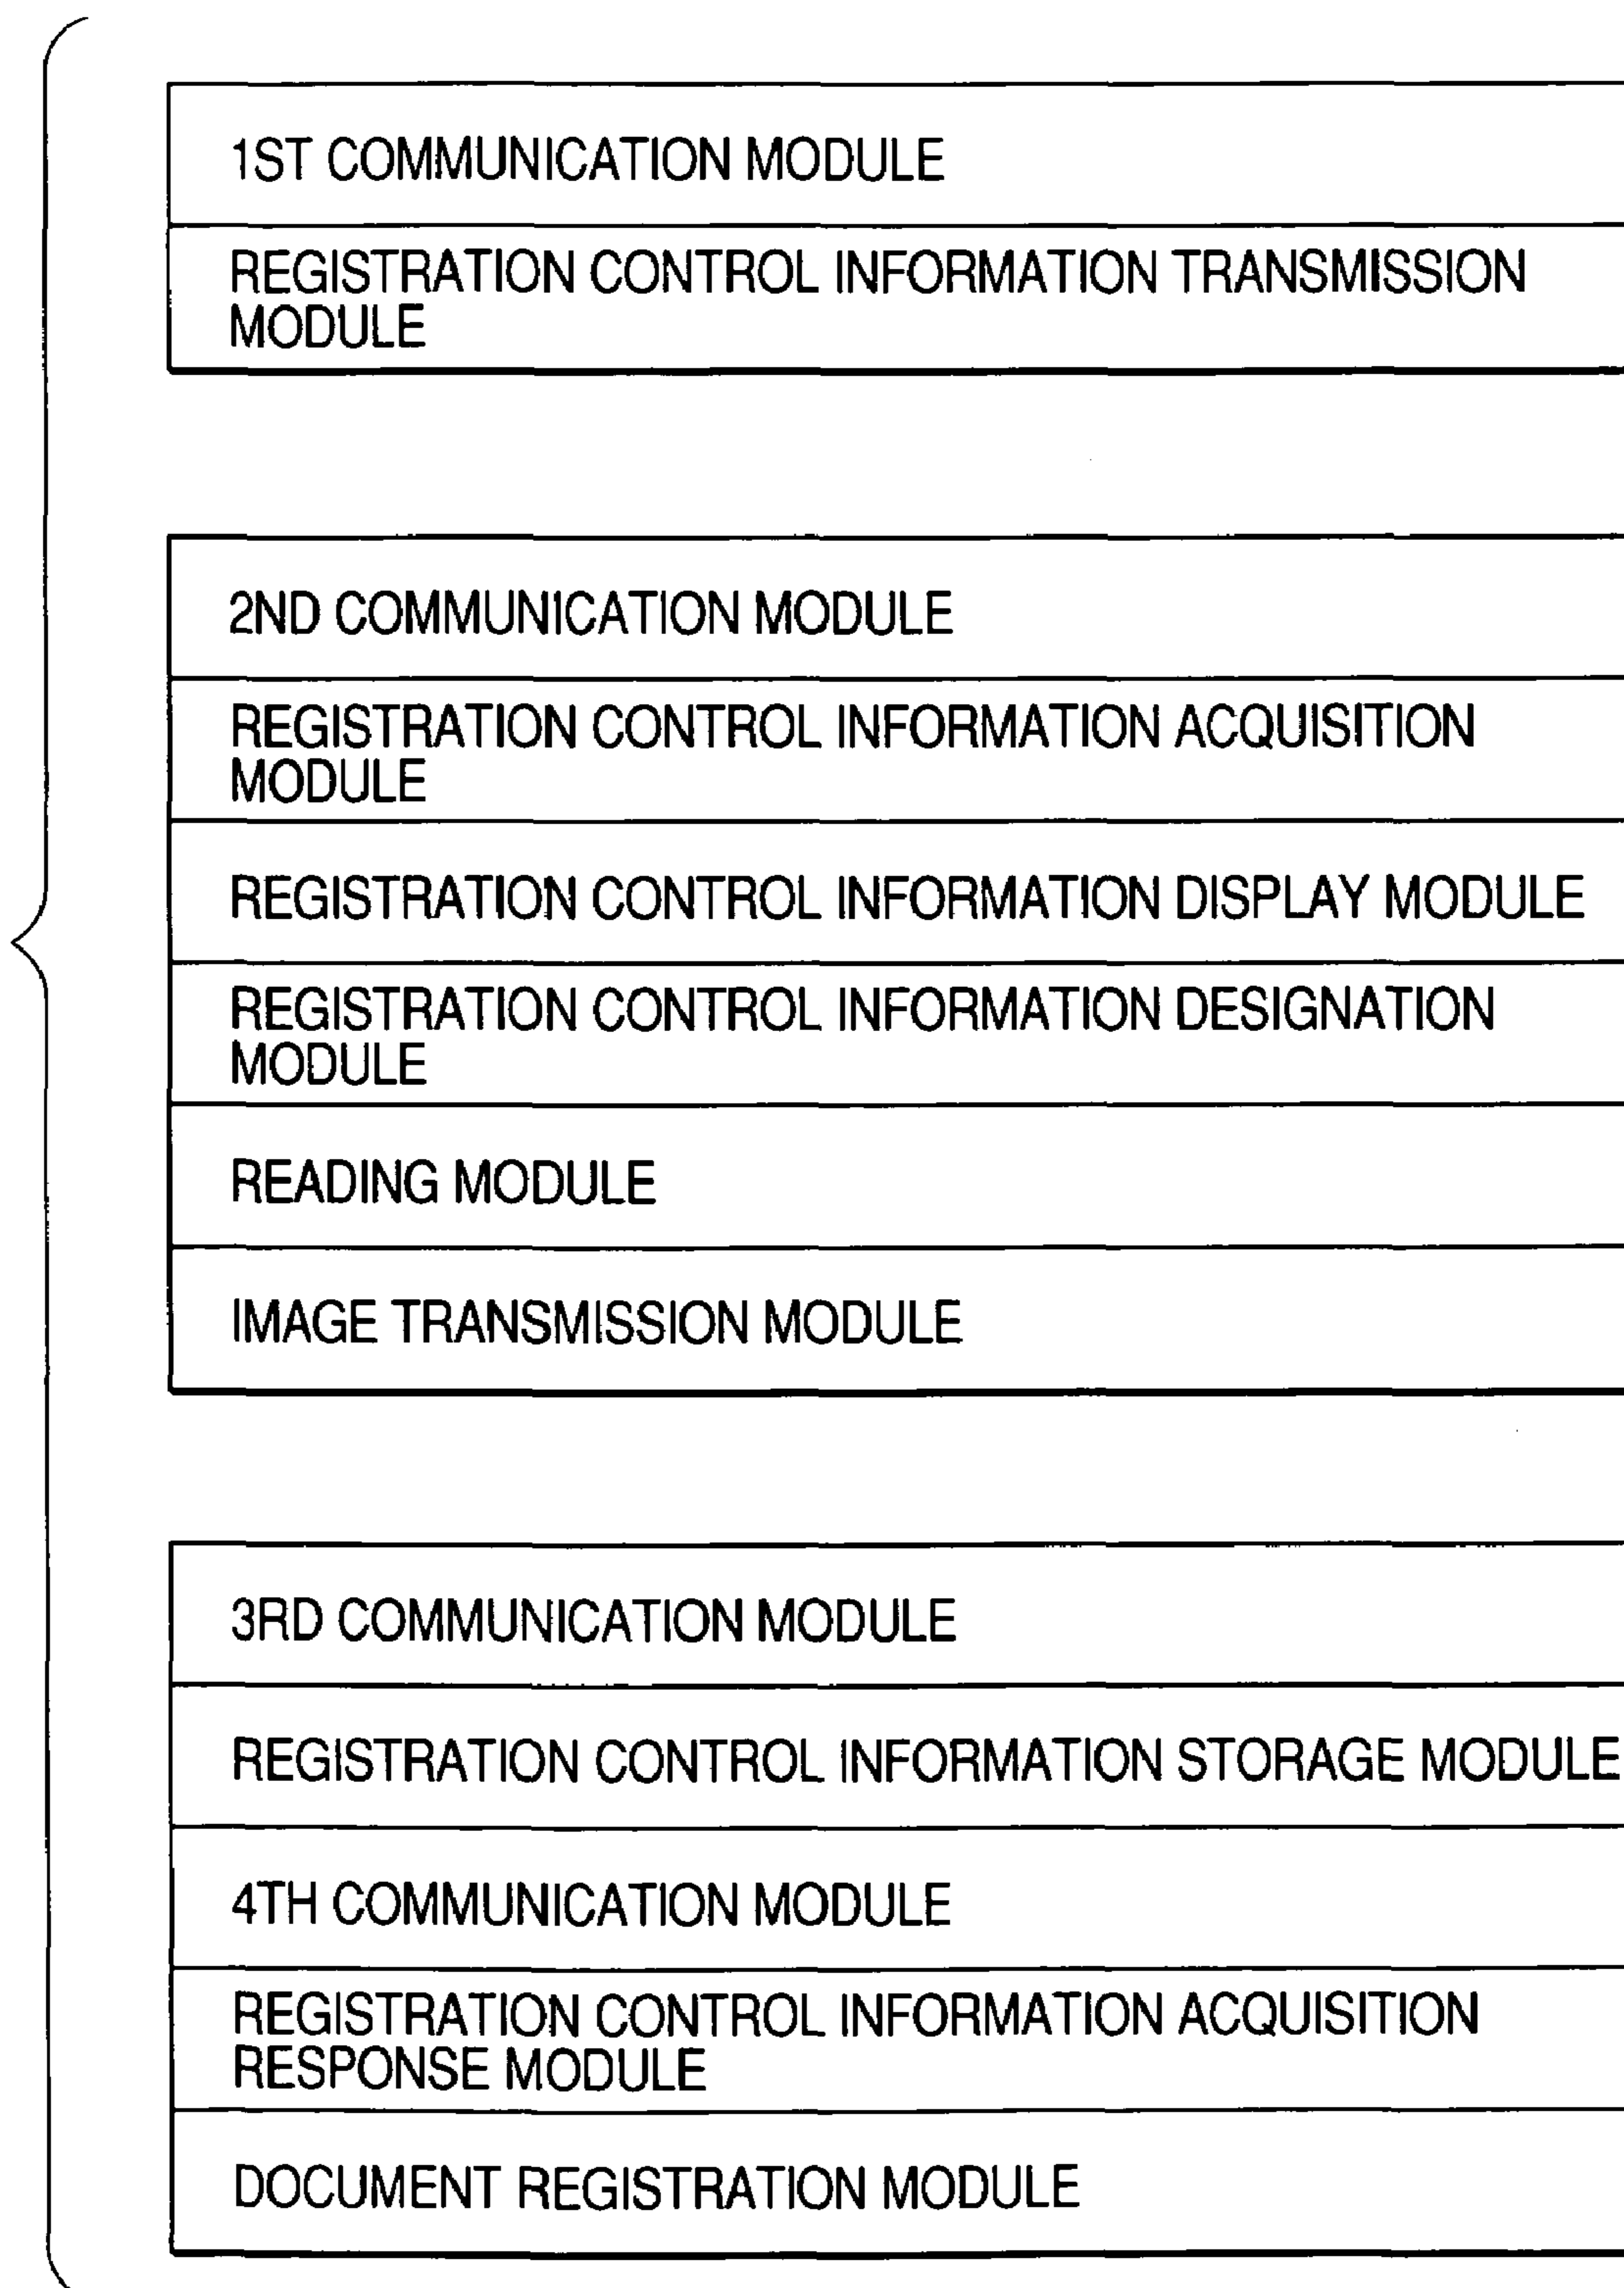 1ST COMMUNICATION MODULE
REGISTRATION CONTROL INFORMATION TRANSMISSION
MODULE
2ND COMMUNICATION MODULE
REGISTRATION CONTROL INFORMATION ACQUISITION
MODULE
REGISTRATION CONTROL INFORMATION DISPLAY MODULE
REGISTRATION CONTROL INFORMATION DESIGNATION
MODULE
READING MODULE
IMAGE TRANSMISSION MODULE
3RD COMMUNICATION MODULE
REGISTRATION CONTROL INFORMATION STORAGE MODULE
4TH COMMUNICATION MODULE
REGISTRATION CONTROL INFORMATION ACQUISITION
RESPONSE MODULE
DOCUMENT REGISTRATION MODULE